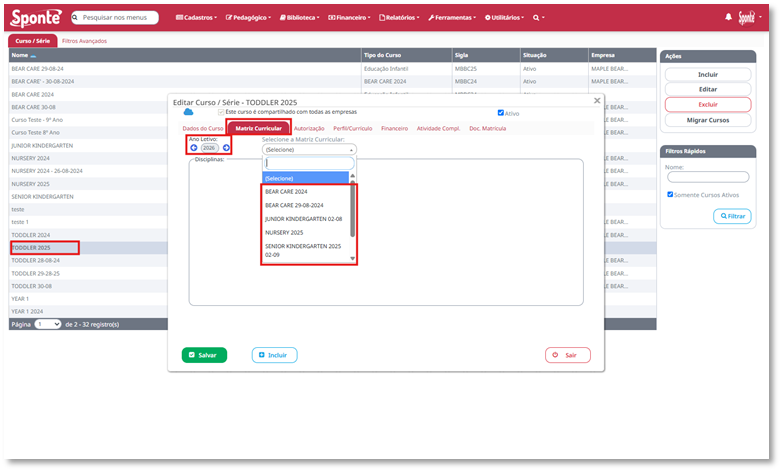 Sponte
Pesquisar nos menus
Cadastros
Pedagógico
Biblioteca
Financeiro
Relatórios
Ferramentas
Utilitários
Sponte
Curso / Série
Filtros Avançados
Nome
Tipo do Curso
Sigla
Situação
Empresa
BEAR CARE 29-08-24
Educação Infantil
MBBC25
Ativo
MAPLE BEAR...
BEAR CARE' - 30-08-2024
BEAR CARE 2024
MBBC24
Ativo
MAPLE BEAR...
BEAR CARE 2024
BEAR CARE 30-08
Curso Teste - 9º Ano
Curso Teste 8º Ano
JUNIOR KINDERGARTEN
NURSERY 2024
NURSERY 2024 - 26-08-2024
NURSERY 2025
SENIOR KINDERGARTEN
teste
teste 1
TODDLER 2024
TODDLER 2025
TODDLER 28-08-24
TODDLER 29-28-25
TODDLER 30-08
YEAR 1
YEAR 1 2024
Página 1 de 2 - 32 registro(s)
Editar Curso / Série - TODDLER 2025
Este curso é compartilhado com todas as empresas
Ativo
Dados do Curso
Matriz Curricular
Autorização
Perfil/Currículo
Financeiro
Atividade Compl.
Doc. Matricula
Ano Letivo:
2026
Selecione a Matriz Curricular:
(Selecione)
Disciplinas:
(Selecione)
BEAR CARE 2024
BEAR CARE 29-08-2024
JUNIOR KINDERGARTEN 02-08
NURSERY 2025
SENIOR KINDERGARTEN 2025
02-09
Salvar
Incluir
Sair
Ações
Incluir
Editar
Excluir
Migrar Cursos
Filtros Rápidos
Nome:
Somente Cursos Ativos
Filtrar